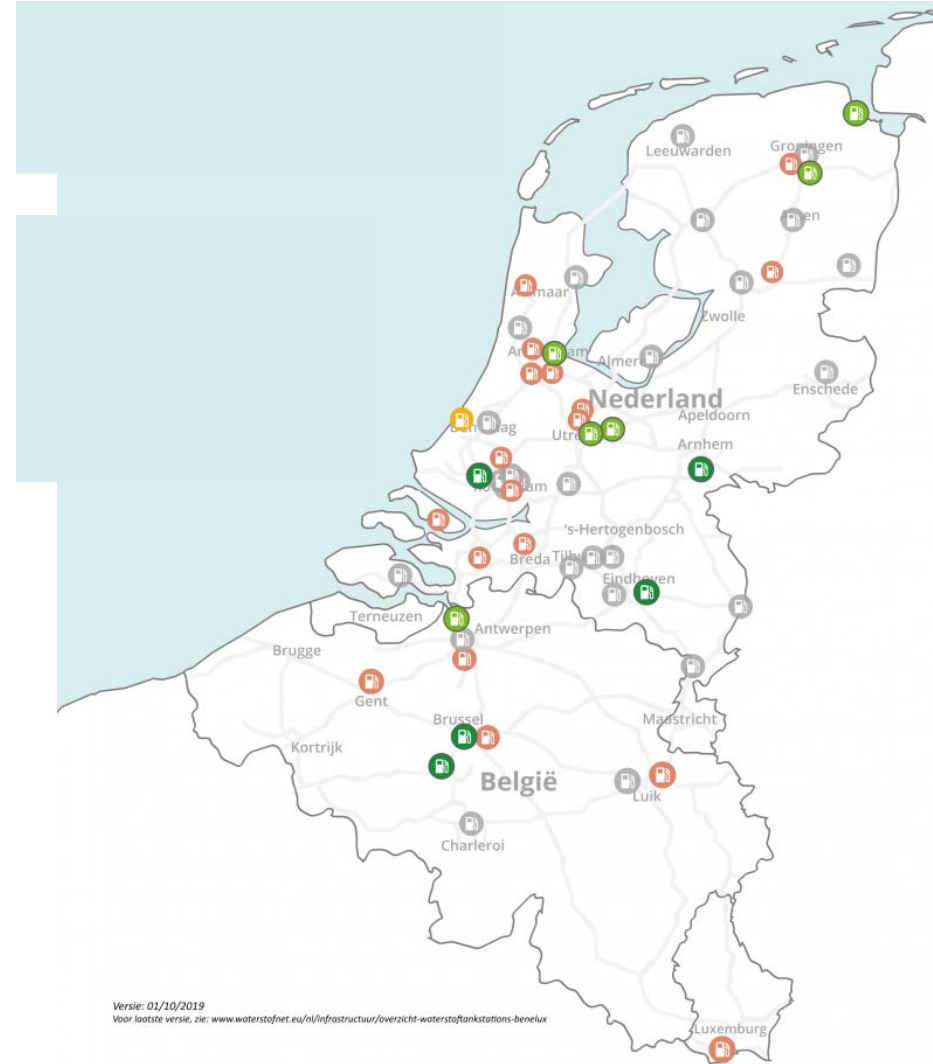 Leeuwarden
Groningen
Zwolle
Enschede
Nederland
Apeldoorn
Arnhem
's-Hertogenbosch
Breda
Eindhoven
Terneuzen
Antwerpen
Brugge
Gent
Brussel
Maastricht
Kortrijk
België
Luik
Charleroi
Versie: 01/10/2019
Voor laatste versie, zie: www.waterstofnet.eu/nl/infrastructuur/overzicht-waterstoftankstations-benelux
Luxemburg